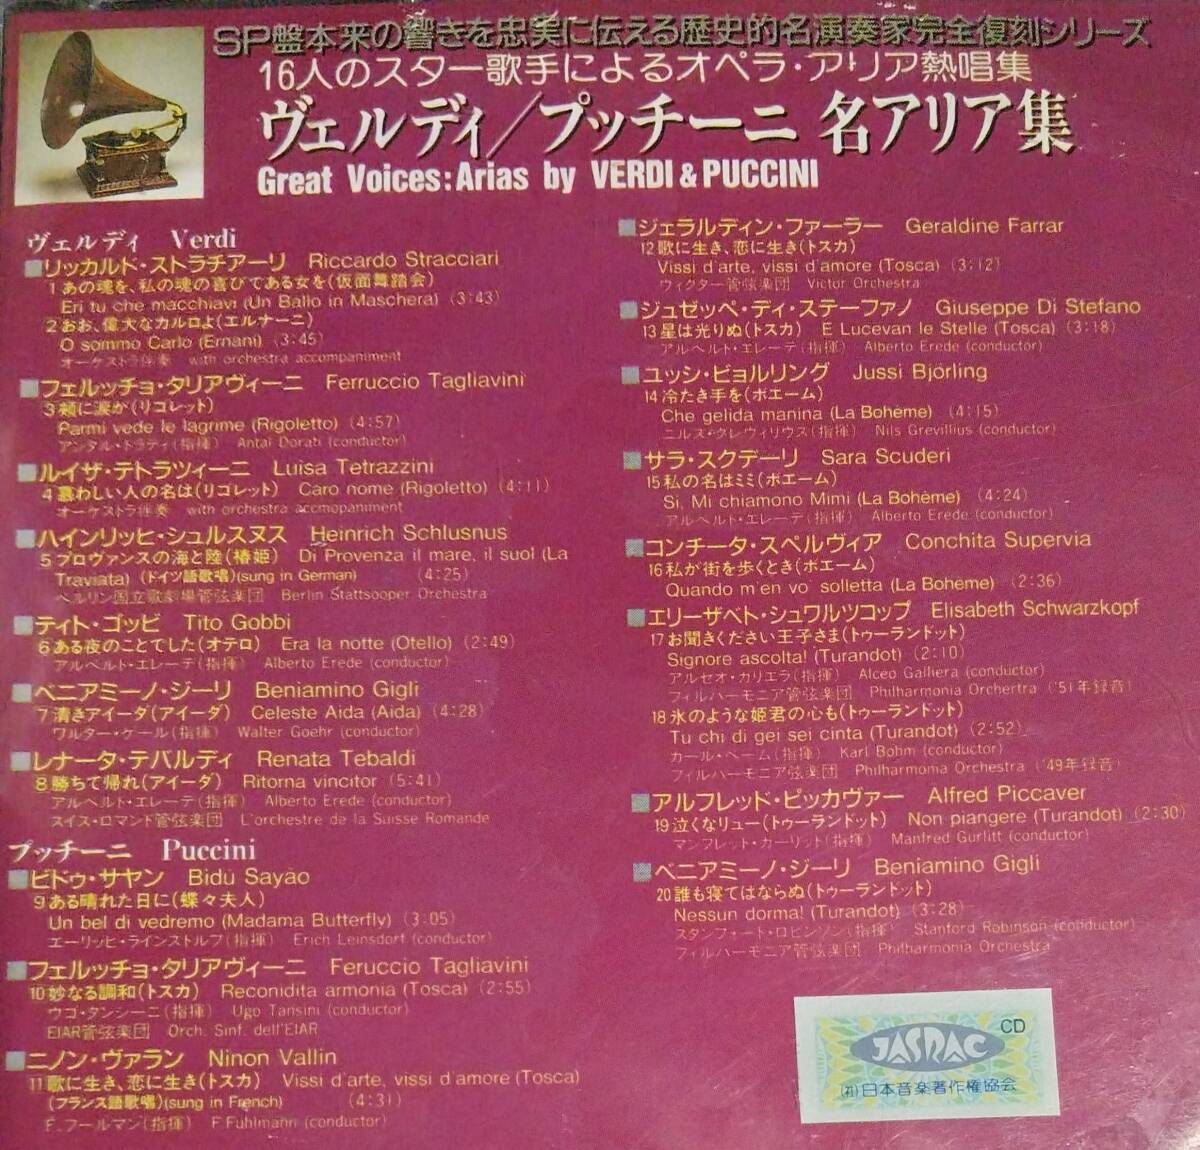 SP盤本来の響きを忠実に伝える歴史的名演奏家完全復刻シリーズ
16人のスター歌手によるオペラ・アリア熱唱集
ヴェルディ/プッチーニ 名アリア集
Great Voices:Arias by VERDI & PUCCINI
ヴェルディ Verdi
リッカルド・ストラチアーリ Riccardo Stracciari
1 あの魂を、私の魂の喜びである女を(仮面舞踏会)
Eri tu che macchiavi (Un Ballo in Maschera) (3:43)
2 おお、偉大なカルロよ(エルナーニ)
O sommo Carlo (Ernani) (3:45)
オーケストラ伴奏 with orchestra accompaniment
フェルッチョ・タリアヴィーニ Ferruccio Tagliavini
3 頬に涙が(リゴレット)
Parmi vede le lagrime (Rigoletto) (4:57)
アンタル・ドラティ(指揮) Antal Dorati (conductor)
ルイザ・テトラツィーニ Luisa Tetrazzini
4 慕わしい人の名は(リゴレット) Caro nome (Rigoletto) (4:11)
オーケストラ伴奏 with orchestra accmopaniment
ハインリッヒ・シュルスヌス Heinrich Schlusnus
5 プロヴァンスの海と陸(椿姫) Di Provenza il mare, il suol (La
Traviata) (ドイツ語歌唱)(sung in German) (4:25)
ベルリン国立歌劇場管弦楽団 Berlin Stattsooper Orchestra
ティト・ゴッビ Tito Gobbi
6 ある夜のことでした(オテロ) Era la notte (Otello) (2:49)
アルベルト・エレーデ(指揮) Alberto Erede (conductor)
ベニアミーノ・ジーリ Beniamino Gigli
7 清きアイーダ(アイーダ) Celeste Aida (Aida) (4:28)
ワルター・ゲール(指揮) Walter Goehr (conductor)
レナータ・テバルディ Renata Tebaldi
8 勝ちて帰れ(アイーダ) Ritorna vincitor (5:41)
アルベルト・エレーデ(指揮) Alberto Erede (conductor)
スイス・ロマンド管弦楽団 L'orchestre de la Suisse Romande
プッチーニ Puccini
ビドゥ・サヤン Bidú Sayão
9 ある晴れた日に(蝶々夫人)
Un bel di vedremo (Madama Butterfly) (3:05)
エーリッヒ・ラインストルフ(指揮) Erich Leinsdorf (conductor)
フェルッチョ・タリアヴィーニ Feruccio Tagliavini
10 妙なる調和(トスカ) Reconidita armonia (Tosca) (2:55)
ウゴ・タンシーニ(指揮) Ugo Tansini (conductor)
EIAR管弦楽団 Orch. Sinf. dell'EIAR
ニノン・ヴァラン Ninon Vallin
11 歌に生き、恋に生き(トスカ) Vissi d'arte, vissi d'amore (Tosca)
(フランス語歌唱)(sung in French) (4:31)
F.フールマン(指揮) F.Fühlmann (conductor)
ジェラルディン・ファーラー Geraldine Farrar
12 歌に生き、恋に生き(トスカ)
Vissi d'arte, vissi d'amore (Tosca) (3:12)
ヴィクター管弦楽団 Victor Orchestra
ジュゼッペ・ディ・ステーファノ Giuseppe Di Stefano
13 星は光りぬ(トスカ) E Lucevan le Stelle (Tosca) (3:18)
アルベルト・エレーデ(指揮) Alberto Erede (conductor)
ユッシ・ビョルリング Jussi Björling
14 冷たき手を(ボエーム)
Che gelida manina (La Bohème) (4:15)
ニルス・グレヴィリウス(指揮) Nils Grevillius (conductor)
サラ・スクデーリ Sara Scuderi
15 私の名はミミ(ボエーム)
Si, Mi chiamono Mimi (La Bohème) (4:24)
アルベルト・エレーデ(指揮) Alberto Erede (conductor)
コンチータ・スペルヴィア Conchita Supervia
16 私が街を歩くとき(ボエーム)
Quando m'en vo' solletta (La Boheme) (2:36)
エリーザベト・シュワルツコップ Elisabeth Schwarzkopf
17 お聞きください王子さま(トゥーランドット)
Signore ascolta! (Turandot) (2:10)
アルセオ・ガリエラ(指揮) Alceo Galliera (conductor)
フィルハーモニア管弦楽団 Philharmonia Orchertra ('51年録音)
18 氷のような姫君の心も(トゥーランドット)
Tu chi di gei sei cinta (Turandot) (2:52)
カール・ベーム(指揮) Karl Bohm (conductor)
フィルハーモニア弦楽団 Philharmonia Orchestra ('49年録音)
アルフレッド・ピッカヴァー Alfred Piccaver
19 泣くなリュー(トゥーランドット) Non piangere (Turandot) (2:30)
マンフレット・ガーリット(指揮) Manfred Gurlitt (conductor)
ベニアミーノ・ジーリ Beniamino Gigli
20 誰も寝てはならぬ(トゥーランドット)
Nessun dorma! (Turandot) (3:28)
スタンフォード・ロビンソン(指揮) Stanford Robinson (conductor)
フィルハーモニア管弦楽団 Philharmonia Orchestra
JASRAC CD
(社)日本音楽著作権協会